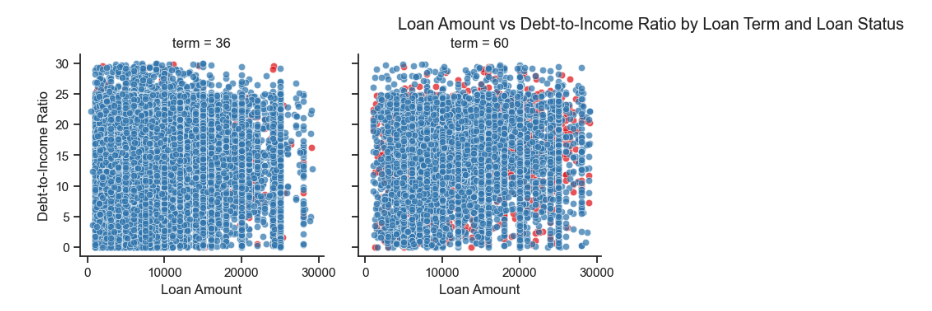 Loan Amount vs Debt-to-Income Ratio by Loan Term and Loan Status
term = 36
term = 60
Debt-to-Income Ratio
30
25
20
15
10
5
0
0 10000 20000 30000
0 10000 20000 30000
Loan Amount
Loan Amount